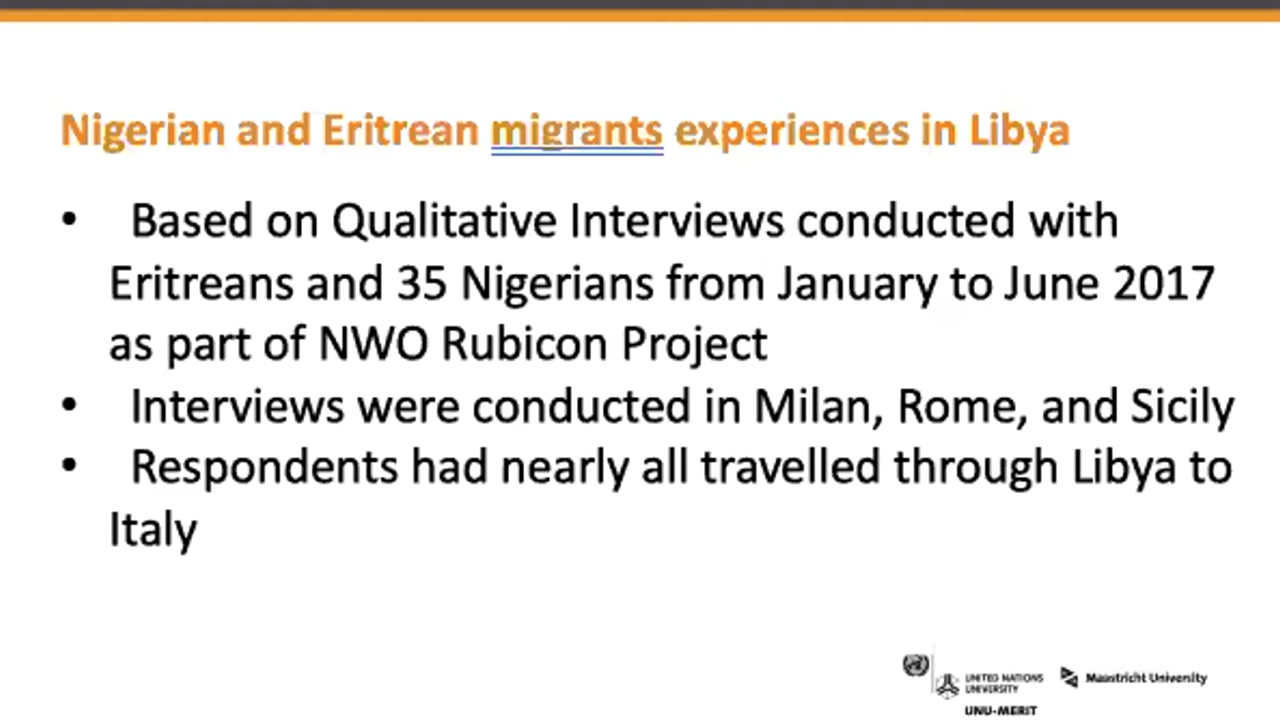 Nigerian and Eritrean migrants experiences in Libya
• Based on Qualitative Interviews conducted with
Eritreans and 35 Nigerians from January to June 2017
as part of NWO Rubicon Project
• Interviews were conducted in Milan, Rome, and Sicily
• Respondents had nearly all travelled through Libya to
Italy
UNITED NATIONS
UNIVERSITY
UNU-MERIT
Maastricht University